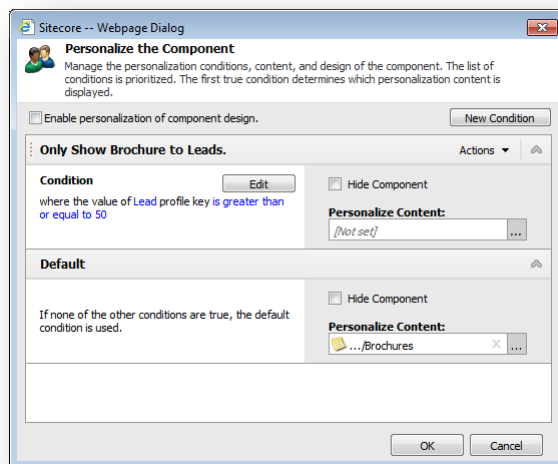 Sitecore -- Webpage Dialog
Personalize the Component
Manage the personalization conditions, content, and design of the component. The list of
conditions is prioritized. The first true condition determines which personalization content is
displayed.
Enable personalization of component design.
New Condition
Only Show Brochure to Leads.
Actions
Condition
Edit
where the value of Lead profile key is greater than
or equal to 50
Hide Component
Personalize Content:
[Not set]
...
Default
If none of the other conditions are true, the default
condition is used.
Hide Component
Personalize Content:
.../Brochures
...
OK
Cancel